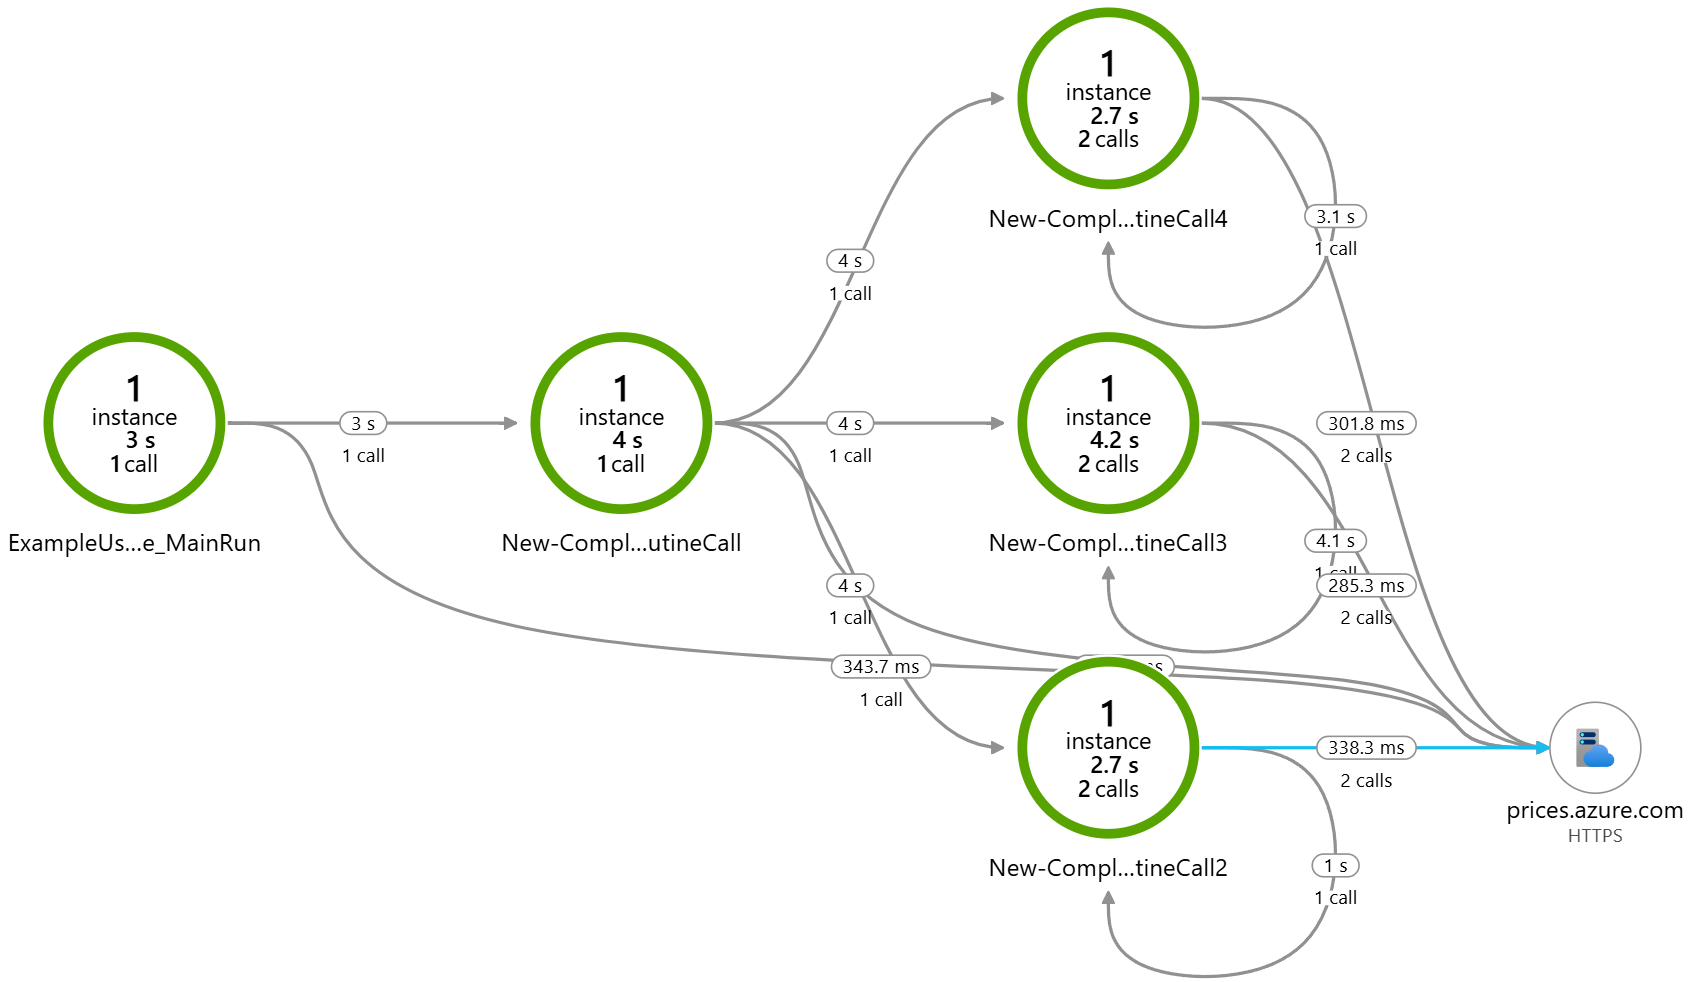 1
instance
3 s
1 call
ExampleUs...e_MainRun
3 s
1 call
1
instance
4 s
1 call
New-Compl...utineCall
4 s
1 call
4 s
1 call
4 s
1 call
343.7 ms
1 call
1
instance
2.7 s
2 calls
New-Compl...tineCall4
3.1 s
1 call
1
instance
4.2 s
2 calls
New-Compl...tineCall3
301.8 ms
2 calls
4.1 s
1 call
285.3 ms
2 calls
ms
1
instance
2.7 s
2 calls
New-Compl...tineCall2
338.3 ms
2 calls
1 s
1 call
prices.azure.com
HTTPS